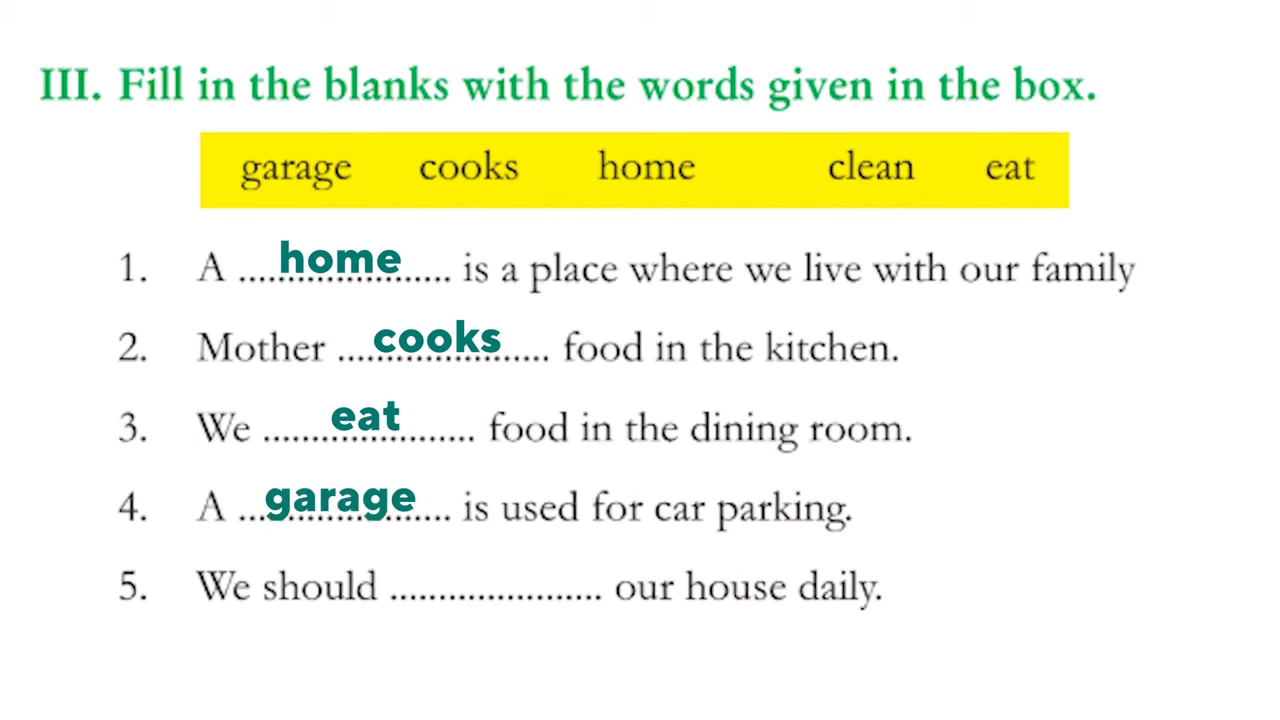 III. Fill in the blanks with the words given in the box.
garage cooks home clean eat
1. A ......home...... is a place where we live with our family
2. Mother ......cooks...... food in the kitchen.
3. We ......eat...... food in the dining room.
4. A ......garage...... is used for car parking.
5. We should ...................... our house daily.